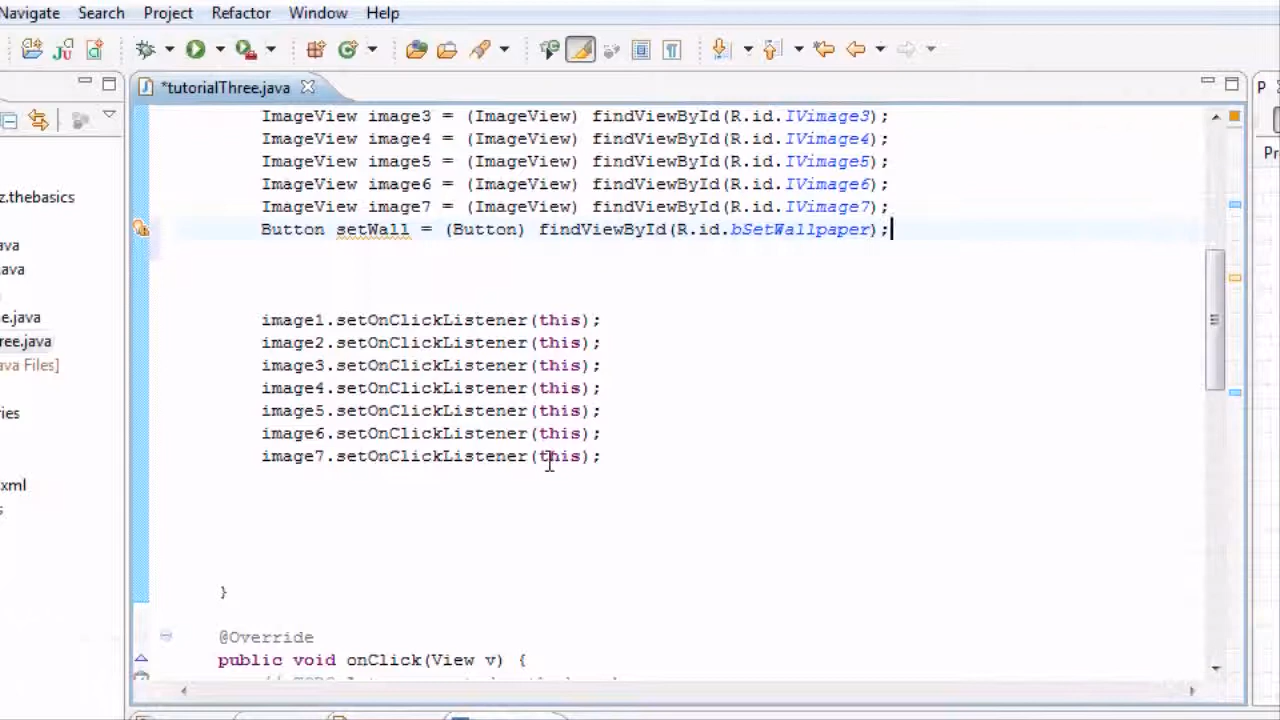 Navigate Search Project Refactor Window Help
*tutorialThree.java
P
ImageView image3 = (ImageView) findViewById(R.id.IVimage3);
ImageView image4 = (ImageView) findViewById(R.id.IVimage4);
Pr
ImageView image5 = (ImageView) findViewById(R.id.IVimage5);
ImageView image6 = (ImageView) findViewById(R.id.IVimage6);
z.thebasics
ImageView image7 = (ImageView) findViewById(R.id.IVimage7);
Button setWall = (Button) findViewById(R.id.bSetWallpaper);
va
a.java
image1.setOnClickListener(this);
e.java
image2.setOnClickListener(this);
ree.java
image3.setOnClickListener(this);
ava Files]
image4.setOnClickListener(this);
image5.setOnClickListener(this);
ries
image6.setOnClickListener(this);
image7.setOnClickListener(this);
xml
s
}
@Override
public void onClick(View v) {